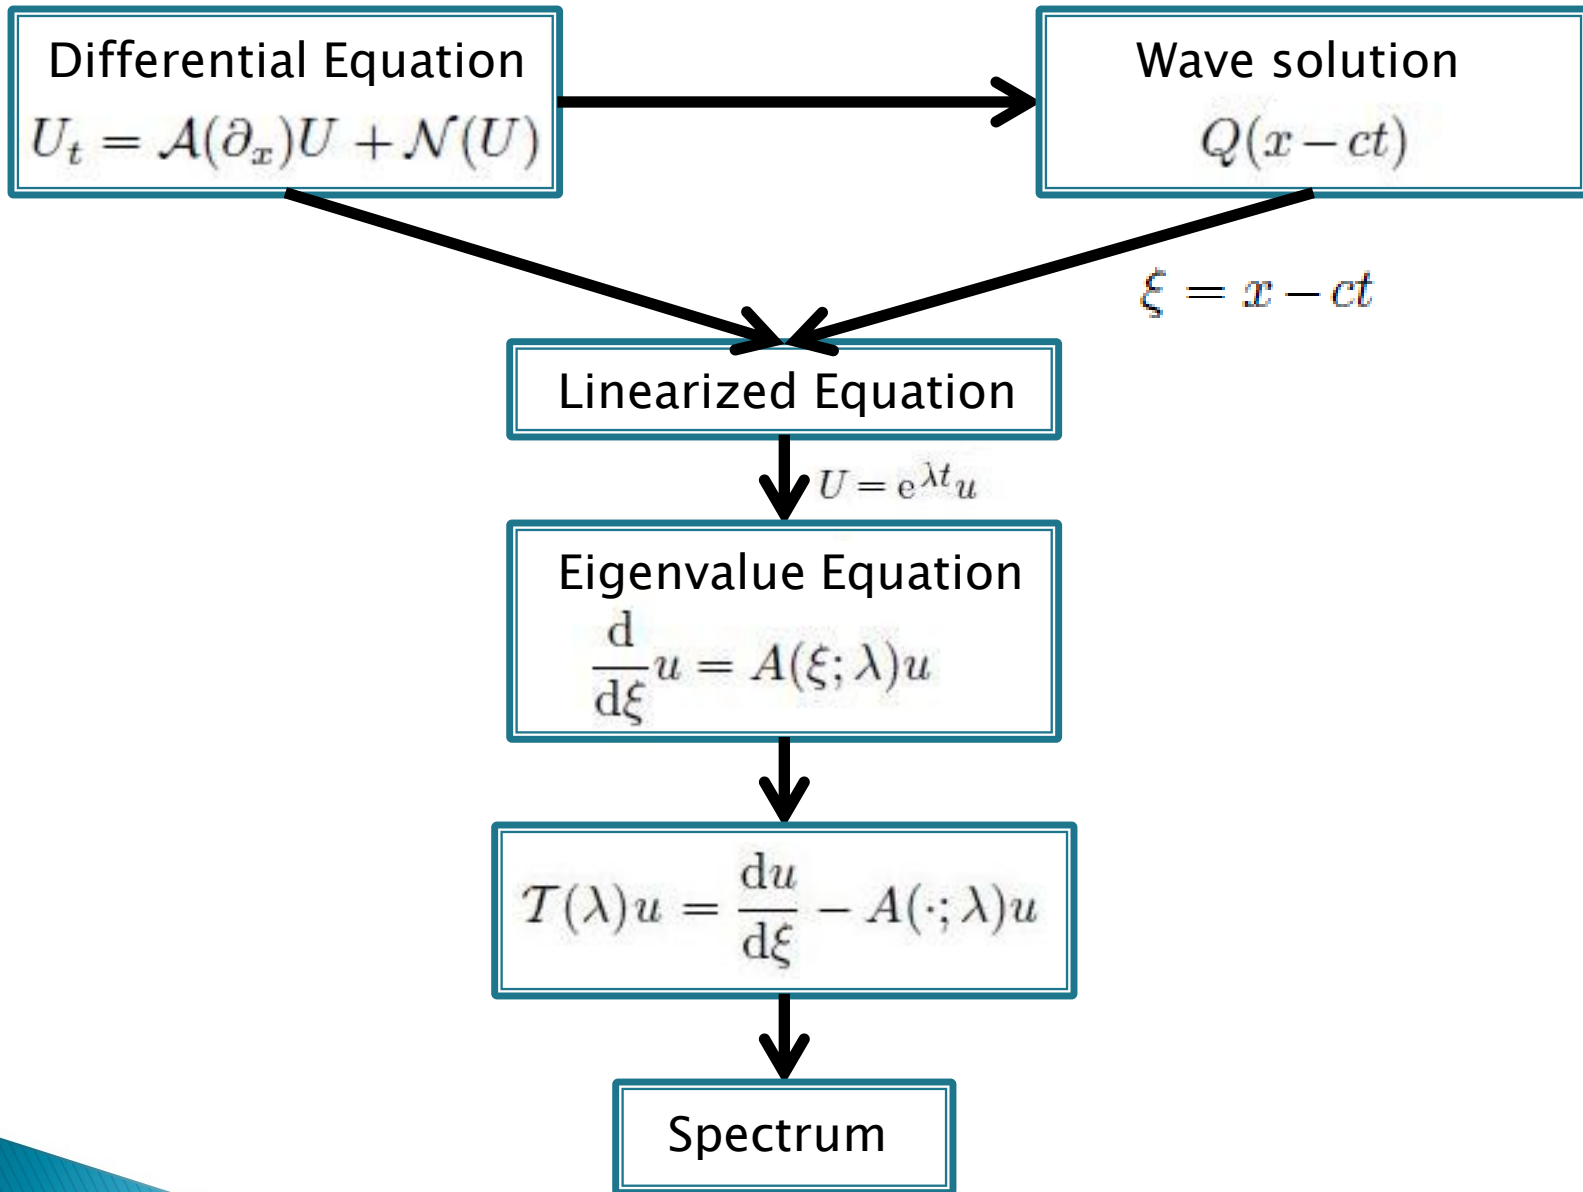 Differential Equation
U_t = 𝒜(∂_x)U + 𝒩(U)
Wave solution
Q(x − ct)
ξ = x − ct
Linearized Equation
U = e^{λt}u
Eigenvalue Equation
d/dξ u = A(ξ; λ)u
𝒯(λ)u = du/dξ − A(·; λ)u
Spectrum